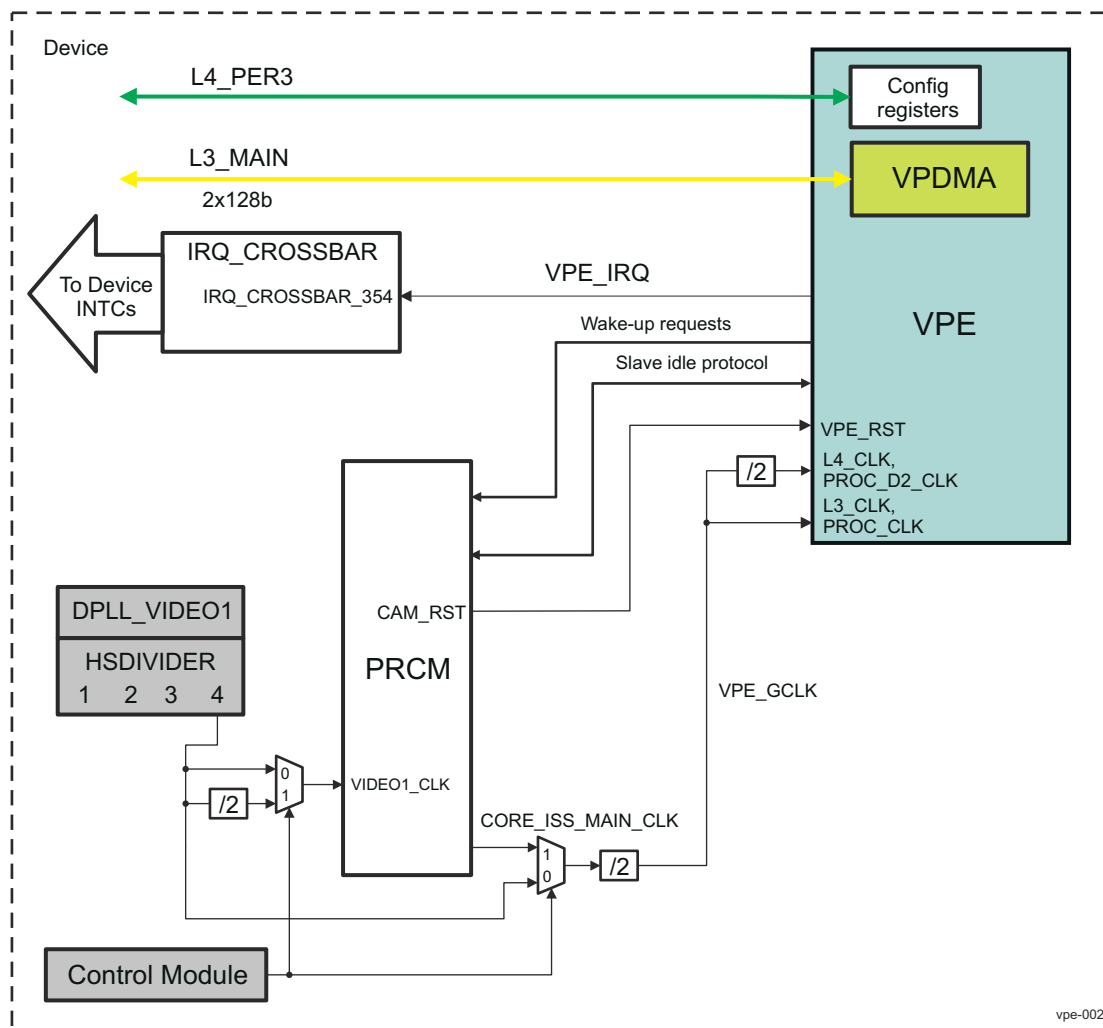 Device
L4_PER3
Config
registers
L3_MAIN
2x128b
VPDMA
IRQ_CROSSBAR
IRQ_CROSSBAR_354
To Device
INTCs
VPE_IRQ
VPE
Wake-up requests
Slave idle protocol
VPE_RST
/2
L4_CLK,
PROC_D2_CLK
L3_CLK,
PROC_CLK
DPLL_VIDEO1
HSDIVIDER
1 2 3 4
CAM_RST
PRCM
VPE_GCLK
0
1
/2
VIDEO1_CLK
CORE_ISS_MAIN_CLK
1
0
/2
Control Module
vpe-002